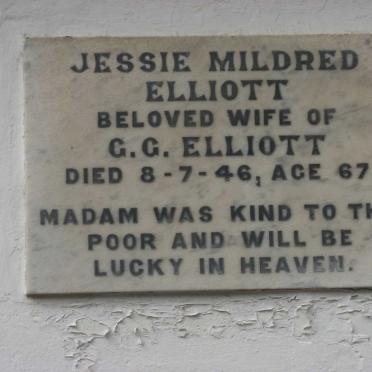 JESSIE MILDRED
ELLIOTT
BELOVED WIFE OF
G.G. ELLIOTT
DIED 8-7-46, AGE 67
MADAM WAS KIND TO TH
POOR AND WILL BE
LUCKY IN HEAVEN.